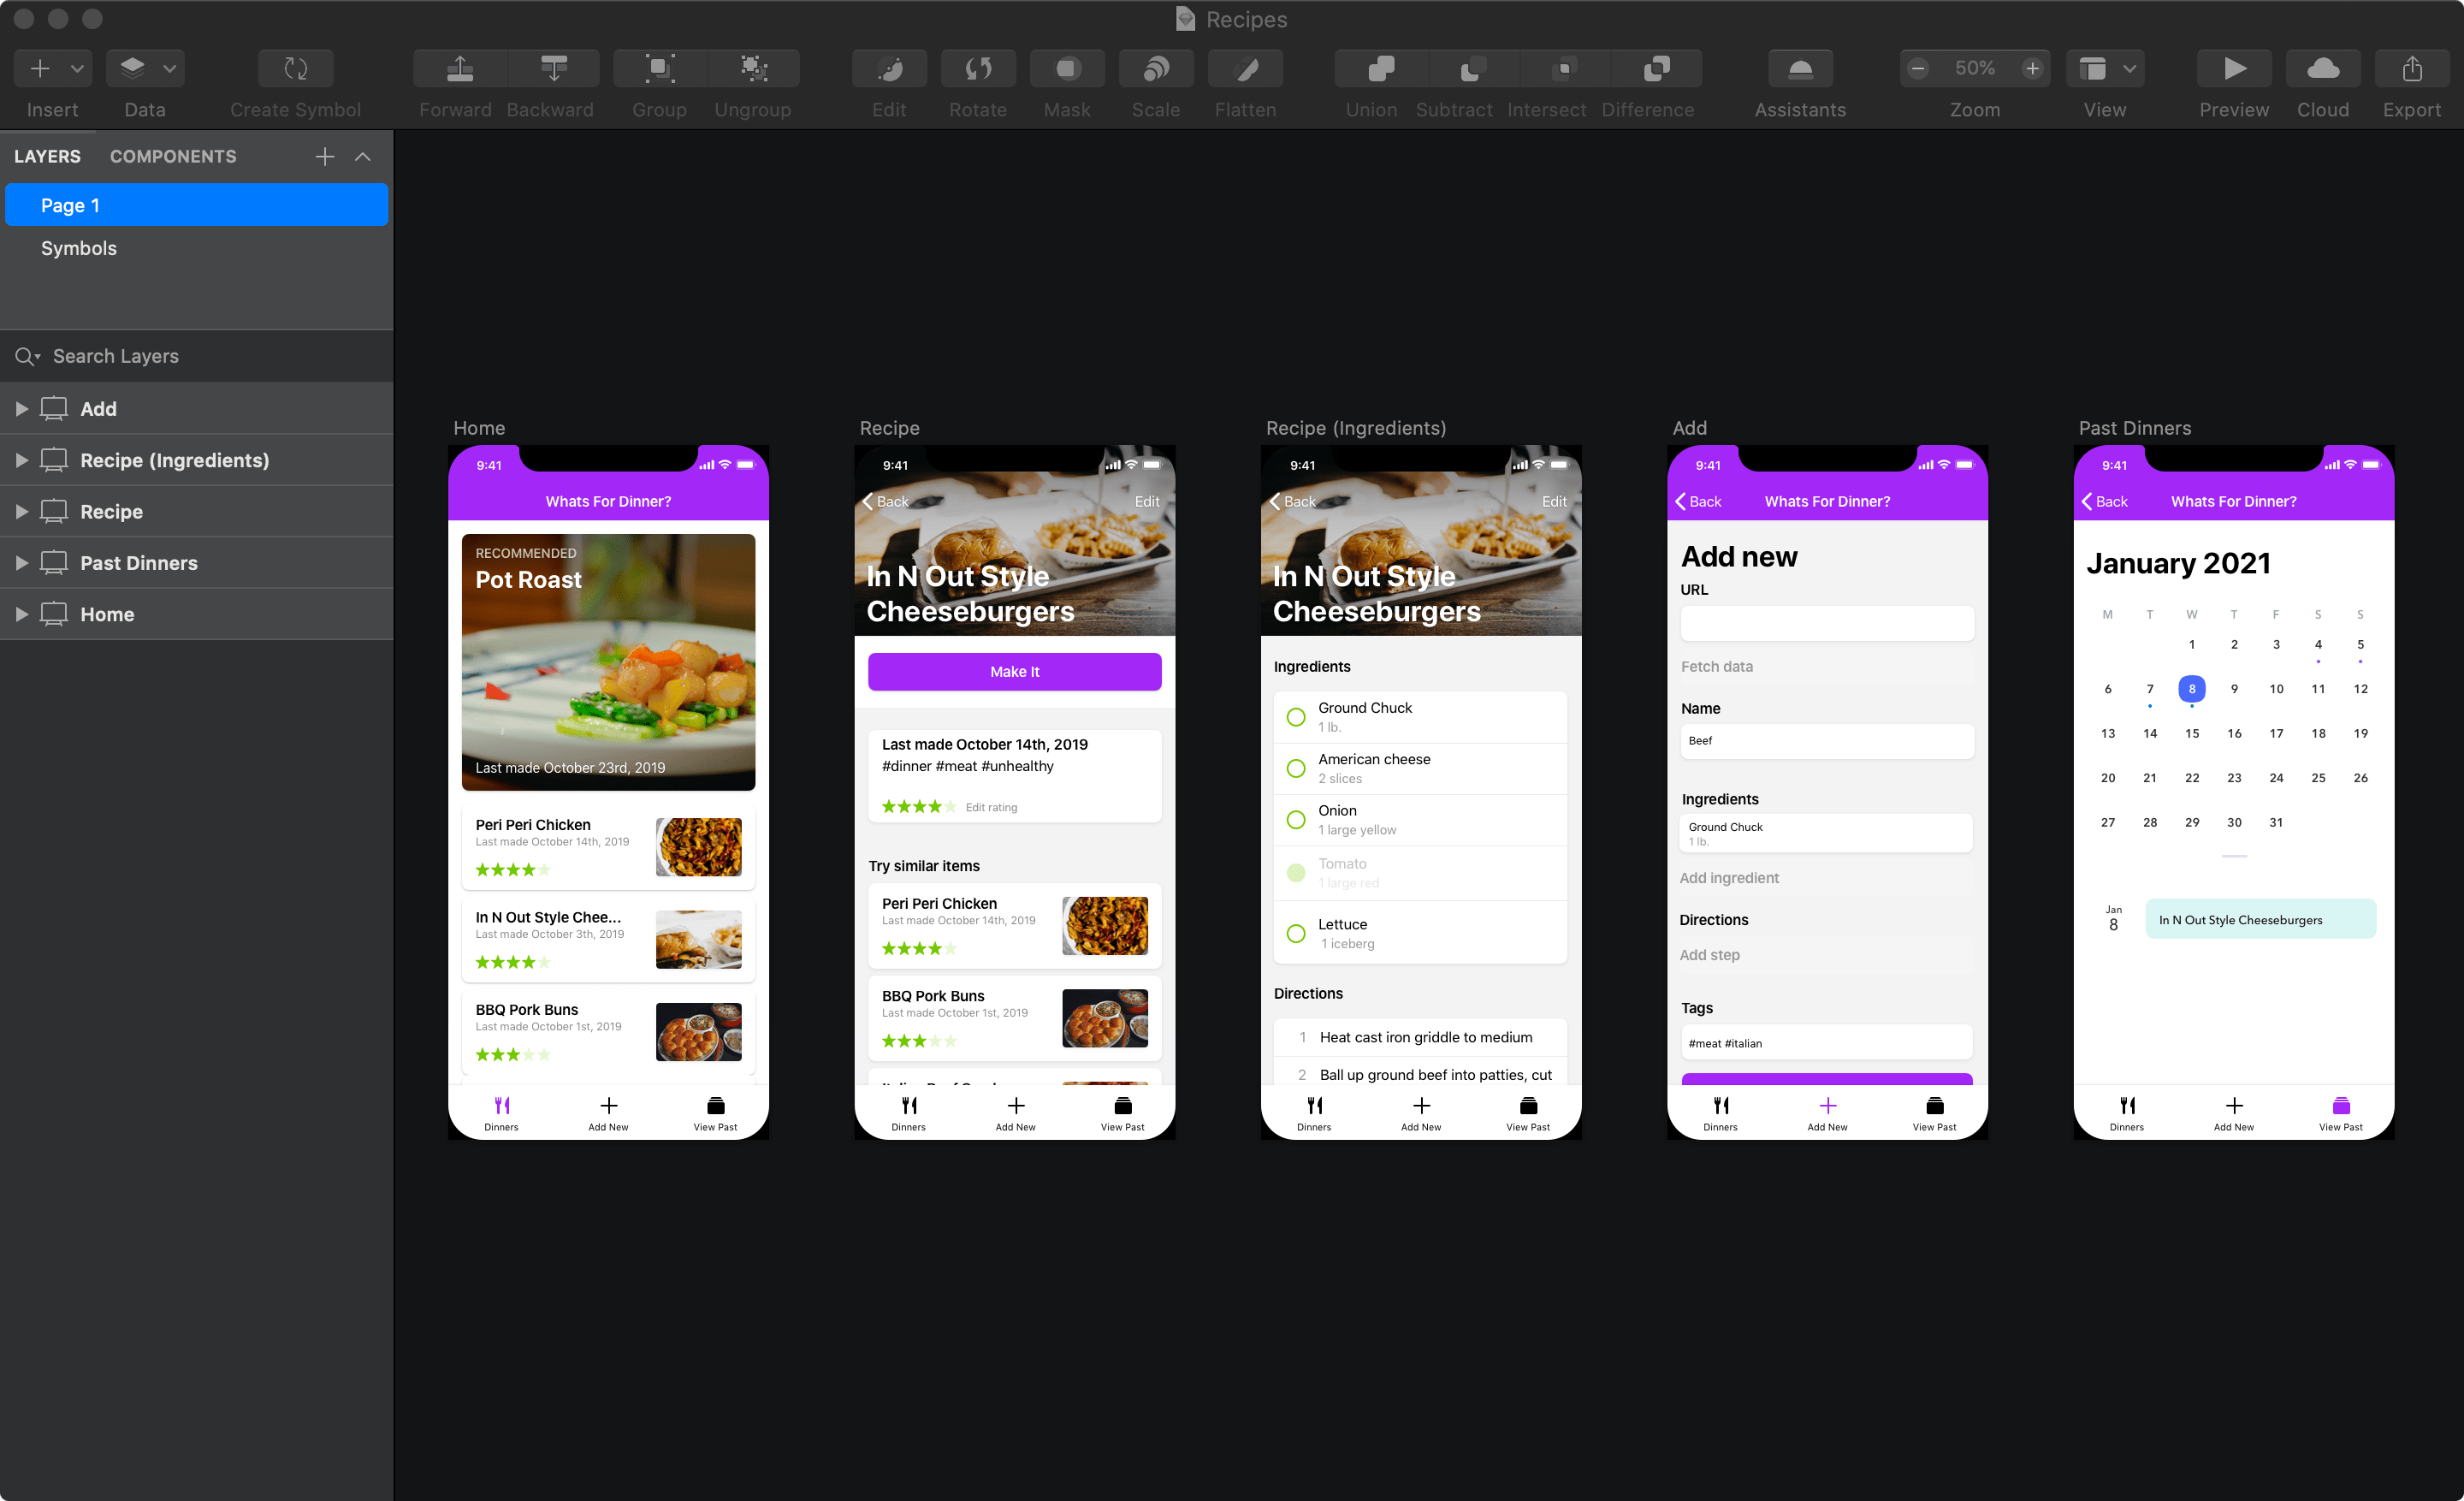 Recipes
50%
Insert
Data
Create Symbol
Forward
Backward
Group
Ungroup
Edit
Rotate
Mask
Scale
Flatten
Union
Subtract
Intersect
Difference
Assistants
Zoom
View
Preview
Cloud
Export
LAYERS
COMPONENTS
Page 1
Symbols
Search Layers
Add
Recipe (Ingredients)
Recipe
Past Dinners
Home
Home
9:41
Whats For Dinner?
RECOMMENDED
Pot Roast
Last made October 23rd, 2019
Peri Peri Chicken
Last made October 14th, 2019
In N Out Style Chee...
Last made October 3th, 2019
BBQ Pork Buns
Last made October 1st, 2019
Dinners
Add New
View Past
Recipe
9:41
Back
Edit
In N Out Style
Cheeseburgers
Make It
Last made October 14th, 2019
#dinner #meat #unhealthy
Edit rating
Try similar items
Peri Peri Chicken
Last made October 14th, 2019
BBQ Pork Buns
Last made October 1st, 2019
Dinners
Add New
View Past
Recipe (Ingredients)
9:41
Back
Edit
In N Out Style
Cheeseburgers
Ingredients
Ground Chuck
1 lb.
American cheese
2 slices
Onion
1 large yellow
Tomato
1 large red
Lettuce
1 iceberg
Directions
1 Heat cast iron griddle to medium
2 Ball up ground beef into patties, cut
Dinners
Add New
View Past
Add
9:41
Back
Whats For Dinner?
Add new
URL
Fetch data
Name
Beef
Ingredients
Ground Chuck
1 lb.
Add ingredient
Directions
Add step
Tags
#meat #italian
Dinners
Add New
View Past
Past Dinners
9:41
Back
Whats For Dinner?
January 2021
M T W T F S S
1 2 3 4 5
6 7 8 9 10 11 12
13 14 15 16 17 18 19
20 21 22 23 24 25 26
27 28 29 30 31
Jan
8
In N Out Style Cheeseburgers
Dinners
Add New
View Past